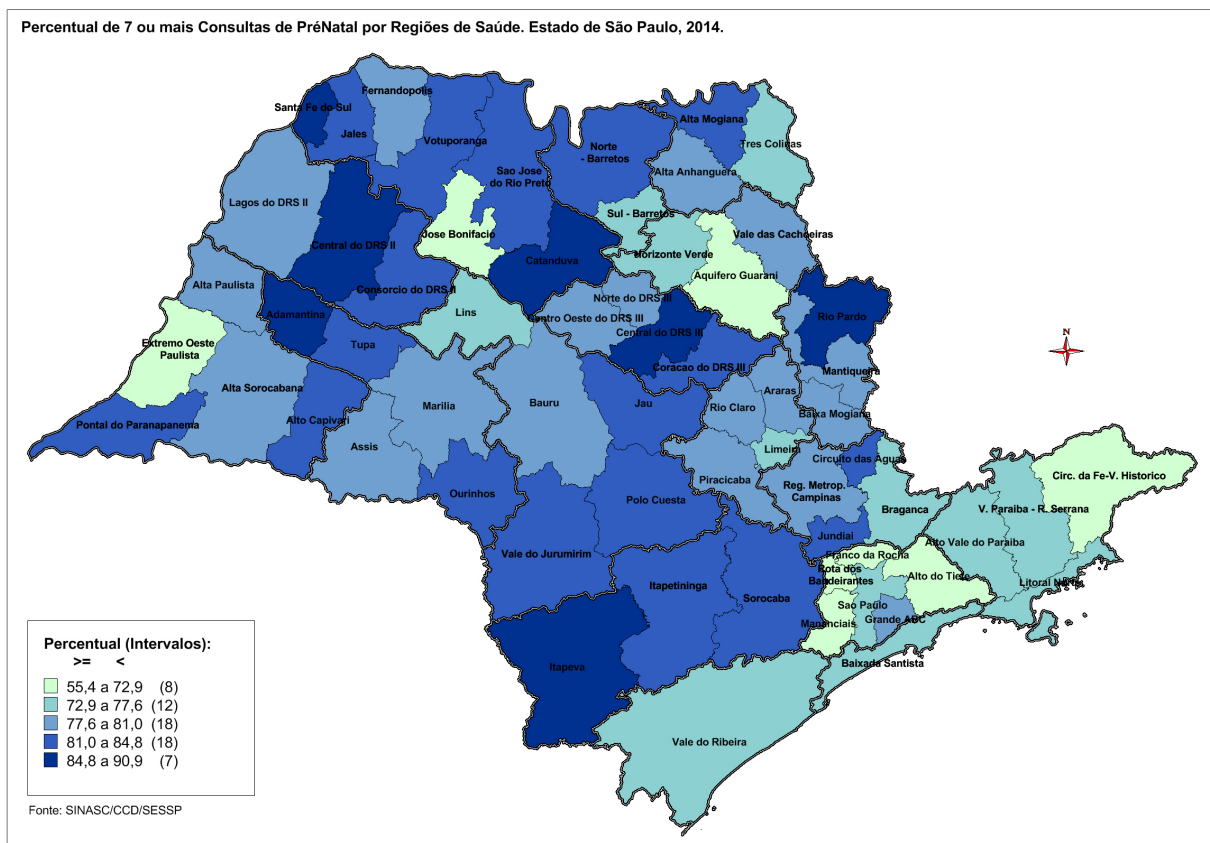 Percentual de 7 ou mais Consultas de PréNatal por Regiões de Saúde. Estado de São Paulo, 2014.
Fernandopolis
Santa Fe do Sul
Jales
Votuporanga
Norte
- Barretos
Alta Mogiana
Tres Colinas
Sao Jose
do Rio Preto
Alta Anhanguera
Lagos do DRS II
Sul - Barretos
Jose Bonifacio
Vale das Cachoeiras
Central do DRS II
Horizonte Verde
Catanduva
Aquifero Guarani
Alta Paulista
Consorcio do DRS II
Norte do DRS III
Adamantina
Lins
Centro Oeste do DRS III
Rio Pardo
Central do DRS III
Extremo Oeste
Paulista
Tupa
Coracao do DRS III
Mantiqueira
N
Alta Sorocabana
Araras
Marilia
Bauru
Jau
Rio Claro
Baixa Mogiana
Pontal do Paranapanema
Alto Capivari
Assis
Limeira
Circuito das Aguas
Piracicaba
Reg. Metrop.
Campinas
Circ. da Fe-V. Historico
Ourinhos
Polo Cuesta
Braganca
V. Paraiba - R. Serrana
Jundiai
Alto Vale do Paraiba
Vale do Jurumirim
Franco da Rocha
Rota dos
Bandeirantes
Alto do Tiete
Litoral Norte
Itapetininga
Sorocaba
Sao Paulo
Grande ABC
Mananciais
Itapeva
Baixada Santista
Vale do Ribeira
Percentual (Intervalos):
>= <
55,4 a 72,9 (8)
72,9 a 77,6 (12)
77,6 a 81,0 (18)
81,0 a 84,8 (18)
84,8 a 90,9 (7)
Fonte: SINASC/CCD/SESSP